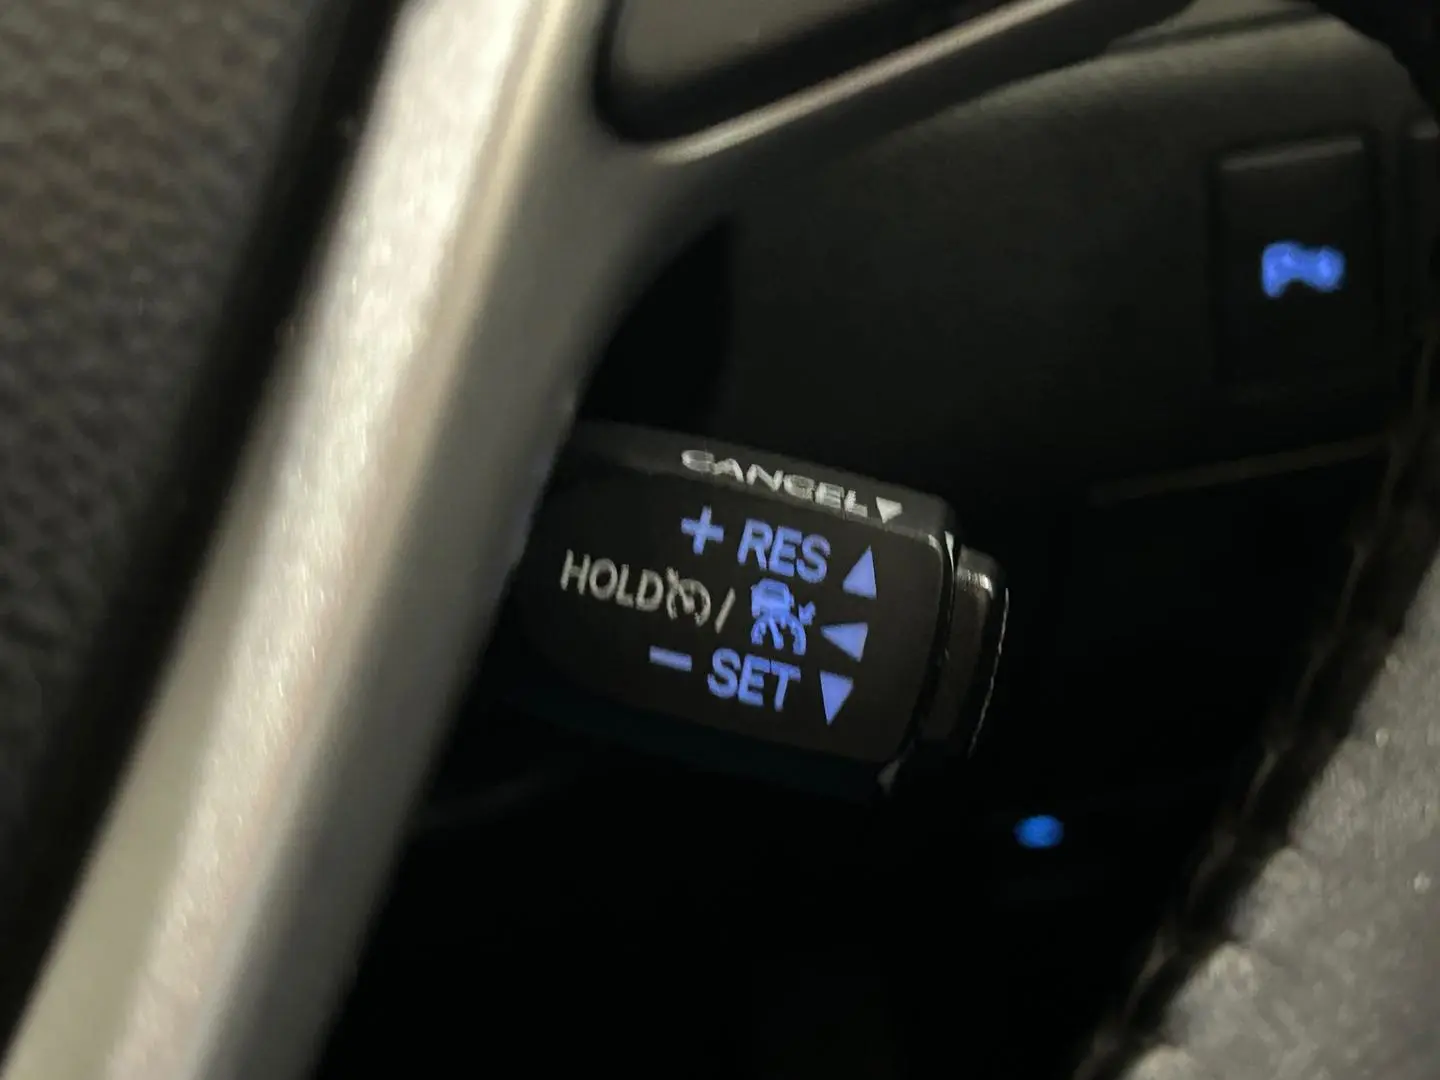 CANCEL▼
+ RES ▲
HOLD / ◀
− SET ▼